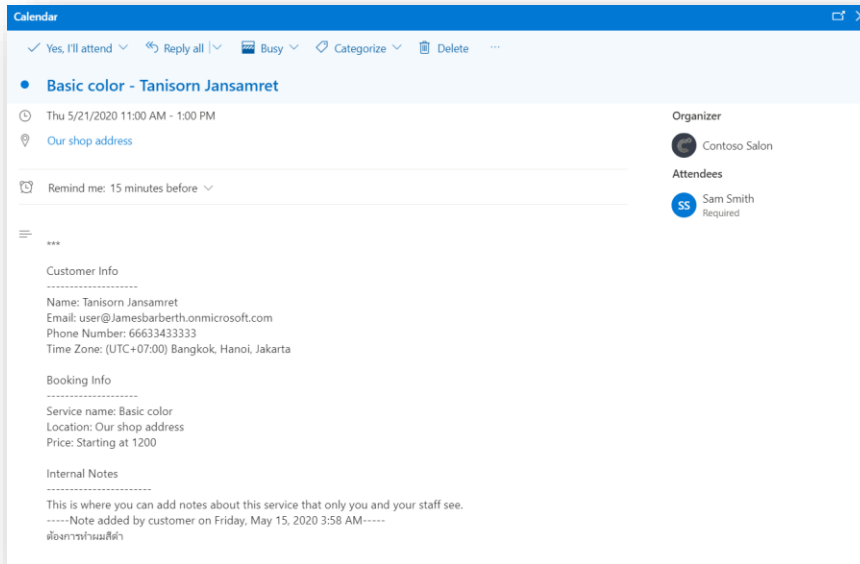 Calendar
Yes, I'll attend
Reply all
Busy
Categorize
Delete
...
Basic color - Tanisorn Jansamret
Thu 5/21/2020 11:00 AM - 1:00 PM
Our shop address
Remind me: 15 minutes before
Organizer
Contoso Salon
Attendees
SS
Sam Smith
Required
***
Customer Info
--------------------
Name: Tanisorn Jansamret
Email: user@Jamesbarberth.onmicrosoft.com
Phone Number: 66633433333
Time Zone: (UTC+07:00) Bangkok, Hanoi, Jakarta
Booking Info
--------------------
Service name: Basic color
Location: Our shop address
Price: Starting at 1200
Internal Notes
-----------------------
This is where you can add notes about this service that only you and your staff see.
-----Note added by customer on Friday, May 15, 2020 3:58 AM-----
ต้องการทำผมสีดำ